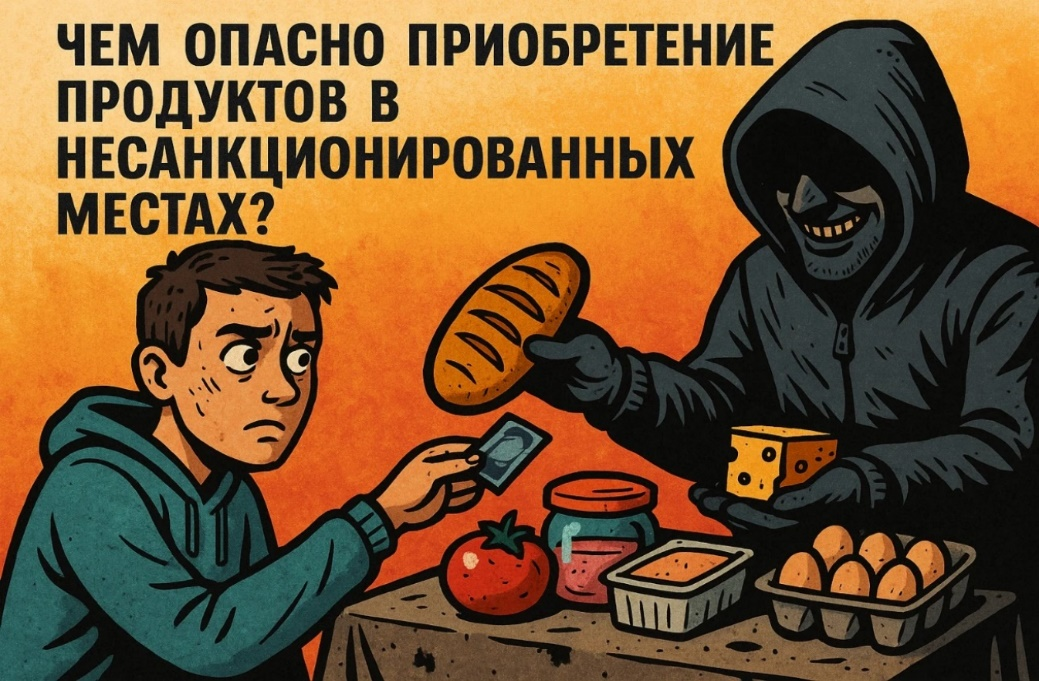 ЧЕМ ОПАСНО ПРИОБРЕТЕНИЕ
ПРОДУКТОВ В
НЕСАНКЦИОНИРОВАННЫХ
МЕСТАХ?